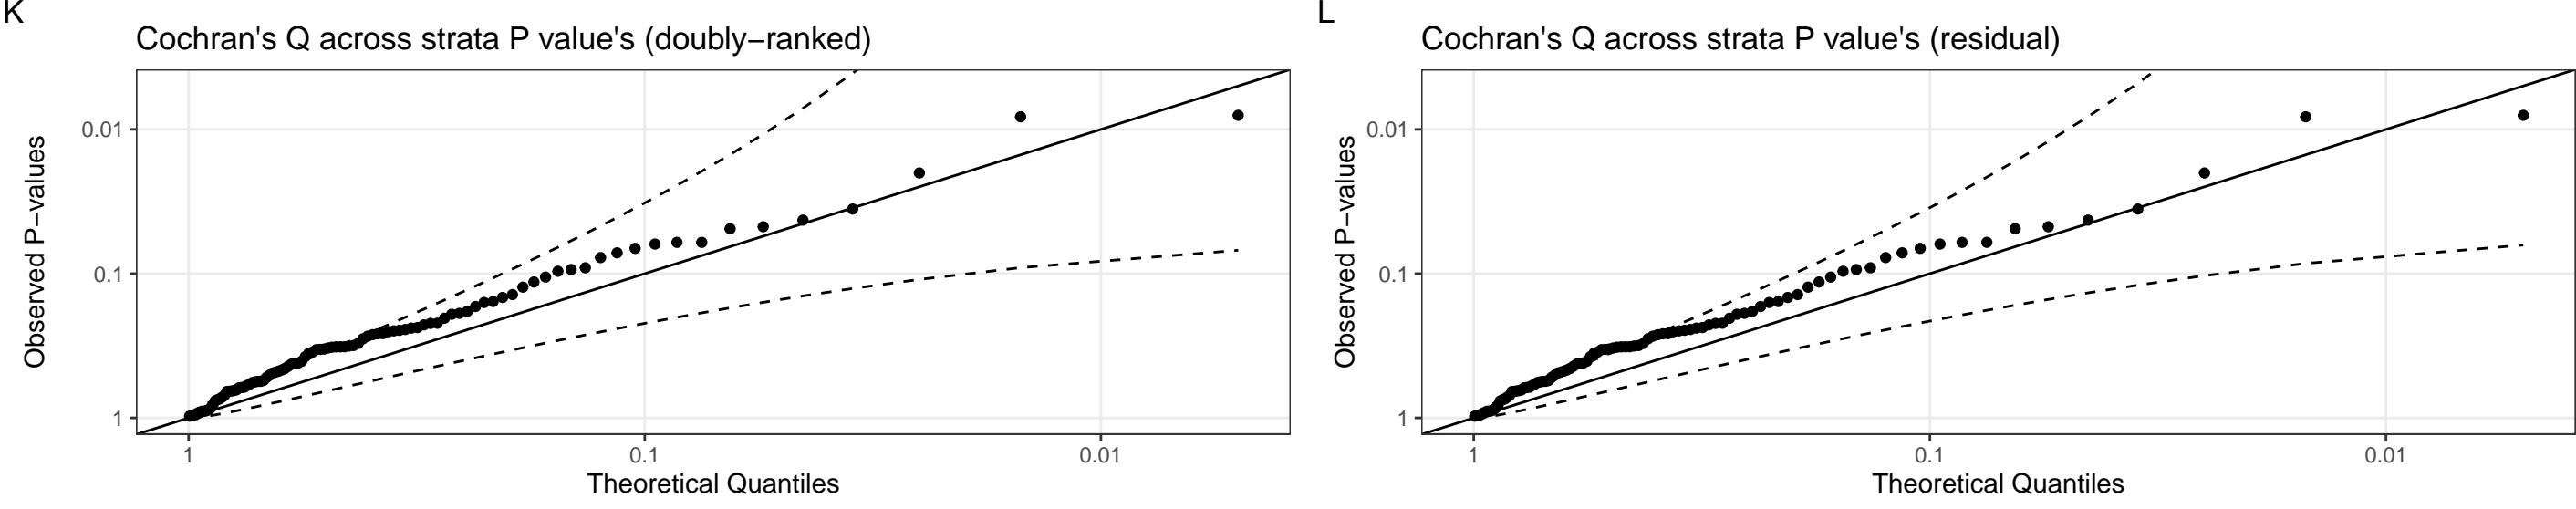 K
Cochran's Q across strata P value's (doubly−ranked)
Observed P−values
0.01
0.1
1
1
0.1
0.01
Theoretical Quantiles
L
Cochran's Q across strata P value's (residual)
Observed P−values
0.01
0.1
1
1
0.1
0.01
Theoretical Quantiles